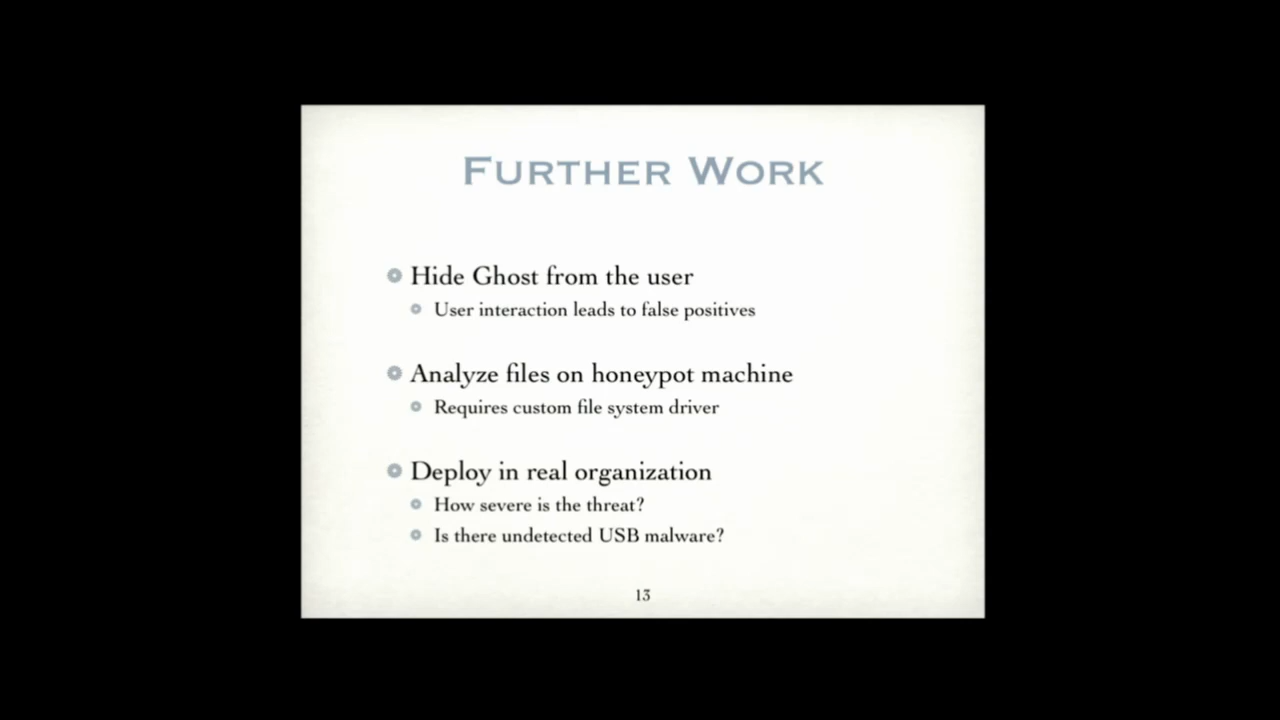 Further Work
Hide Ghost from the user
User interaction leads to false positives
Analyze files on honeypot machine
Requires custom file system driver
Deploy in real organization
How severe is the threat?
Is there undetected USB malware?
13